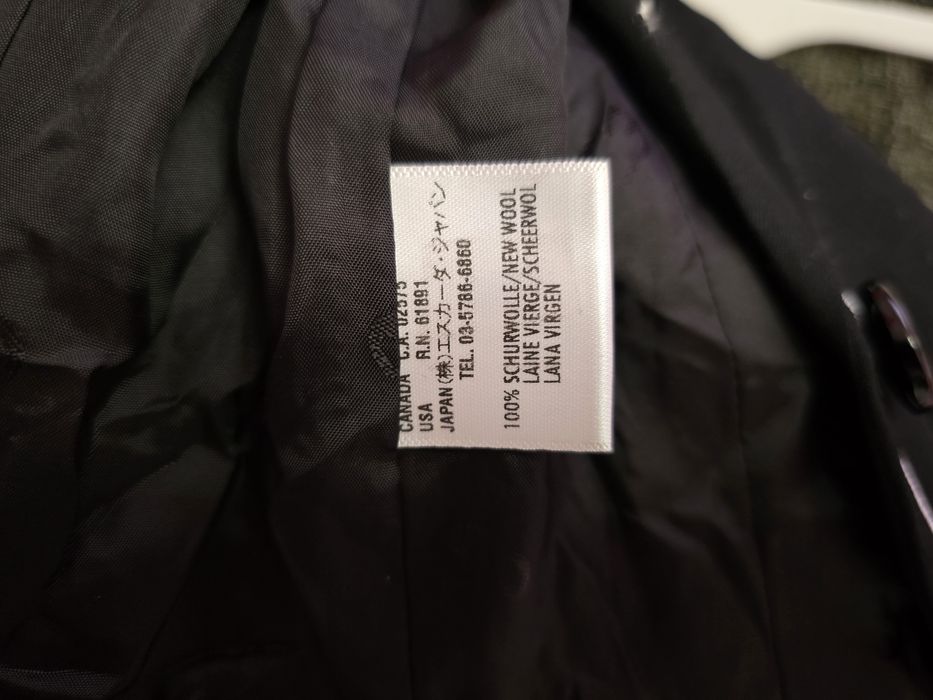 CANADA C.A. 02575
USA R.N. 61891
JAPAN (株)エスカーダ・ジャパン
TEL. 03-5786-6860
100% SCHURWOLLE/NEW WOOL
LAINE VIERGE/SCHEERWOL
LANA VIRGEN